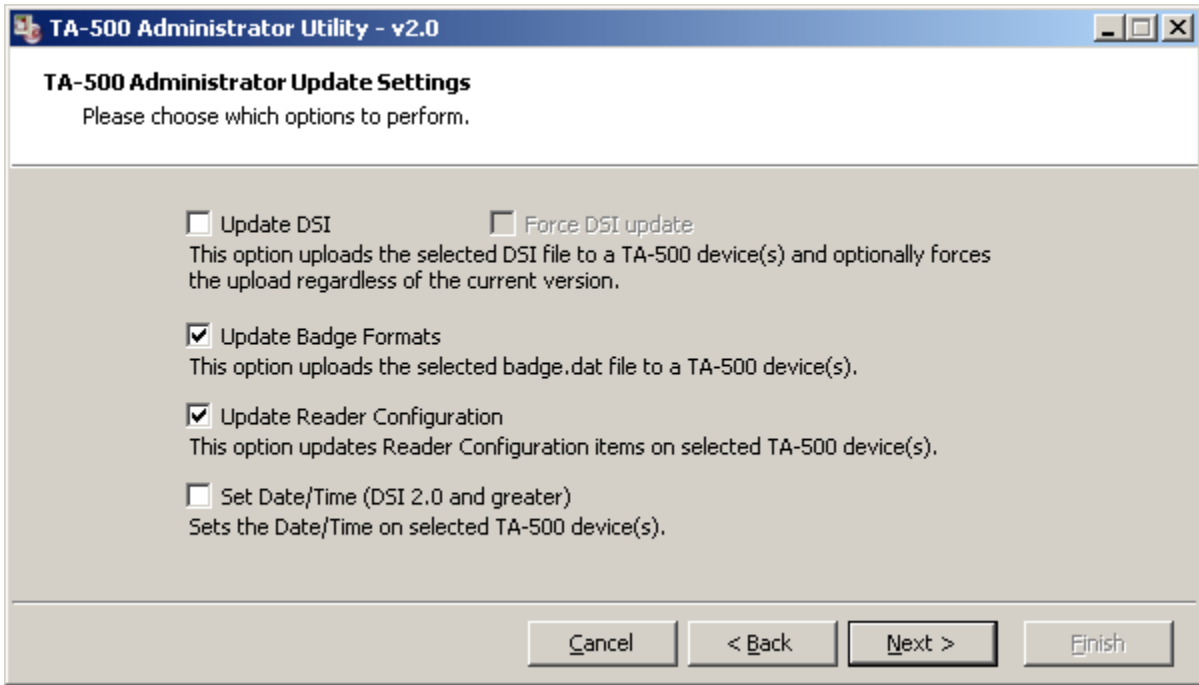 TA-500 Administrator Utility - v2.0
TA-500 Administrator Update Settings
Please choose which options to perform.
Update DSI
Force DSI update
This option uploads the selected DSI file to a TA-500 device(s) and optionally forces
the upload regardless of the current version.
Update Badge Formats
This option uploads the selected badge.dat file to a TA-500 device(s).
Update Reader Configuration
This option updates Reader Configuration items on selected TA-500 device(s).
Set Date/Time (DSI 2.0 and greater)
Sets the Date/Time on selected TA-500 device(s).
Cancel
< Back
Next >
Finish